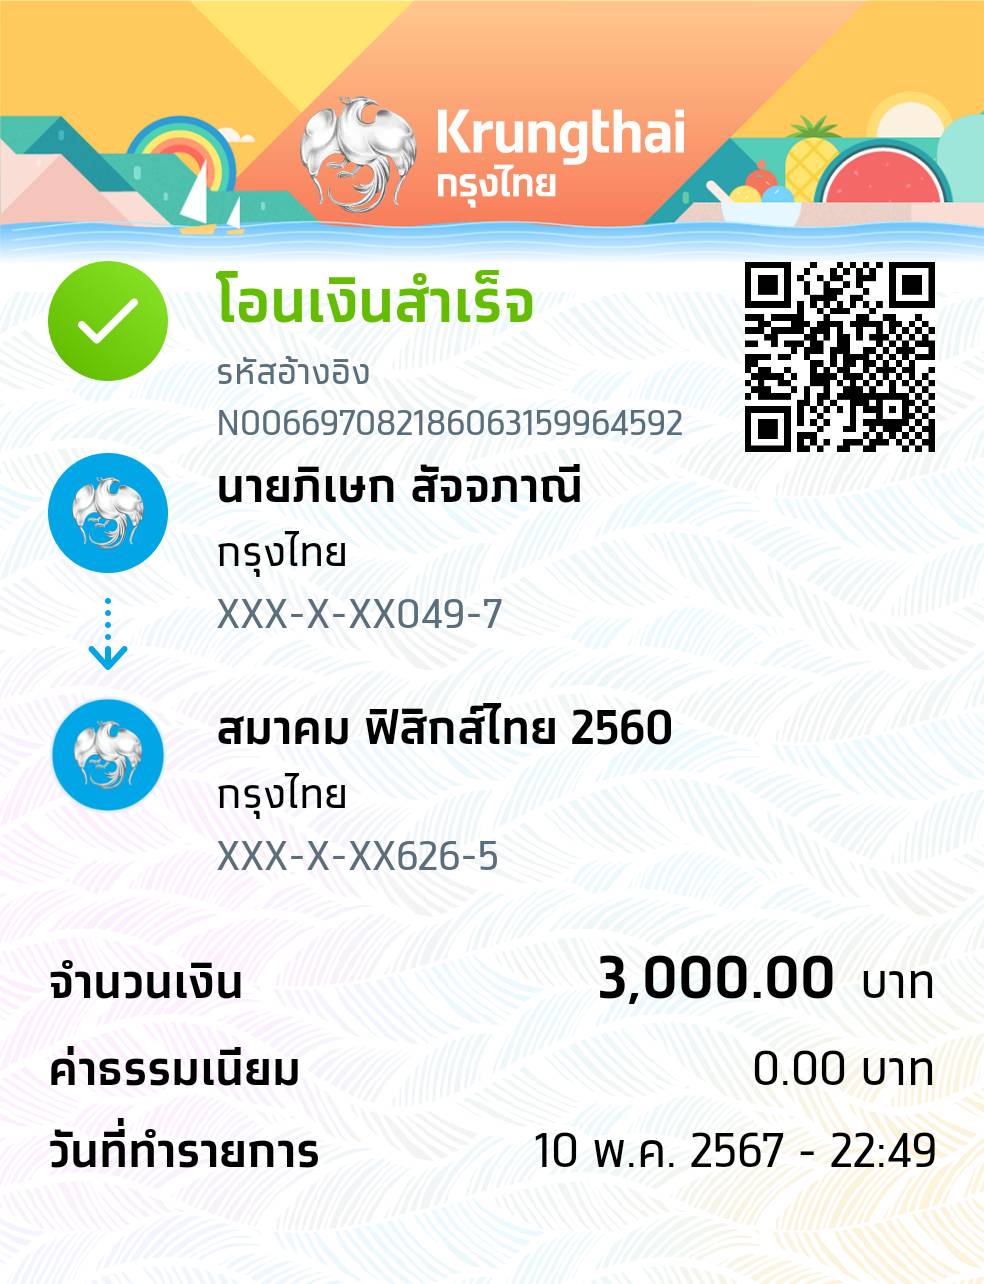 Krungthai
กรุงไทย
โอนเงินสำเร็จ
รหัสอ้างอิง
N006697082186063159964592
นายภิเษก สัจจภาณี
กรุงไทย
XXX-X-XX049-7
สมาคม ฟิสิกส์ไทย 2560
กรุงไทย
XXX-X-XX626-5
จำนวนเงิน 3,000.00 บาท
ค่าธรรมเนียม 0.00 บาท
วันที่ทำรายการ 10 พ.ค. 2567 - 22:49